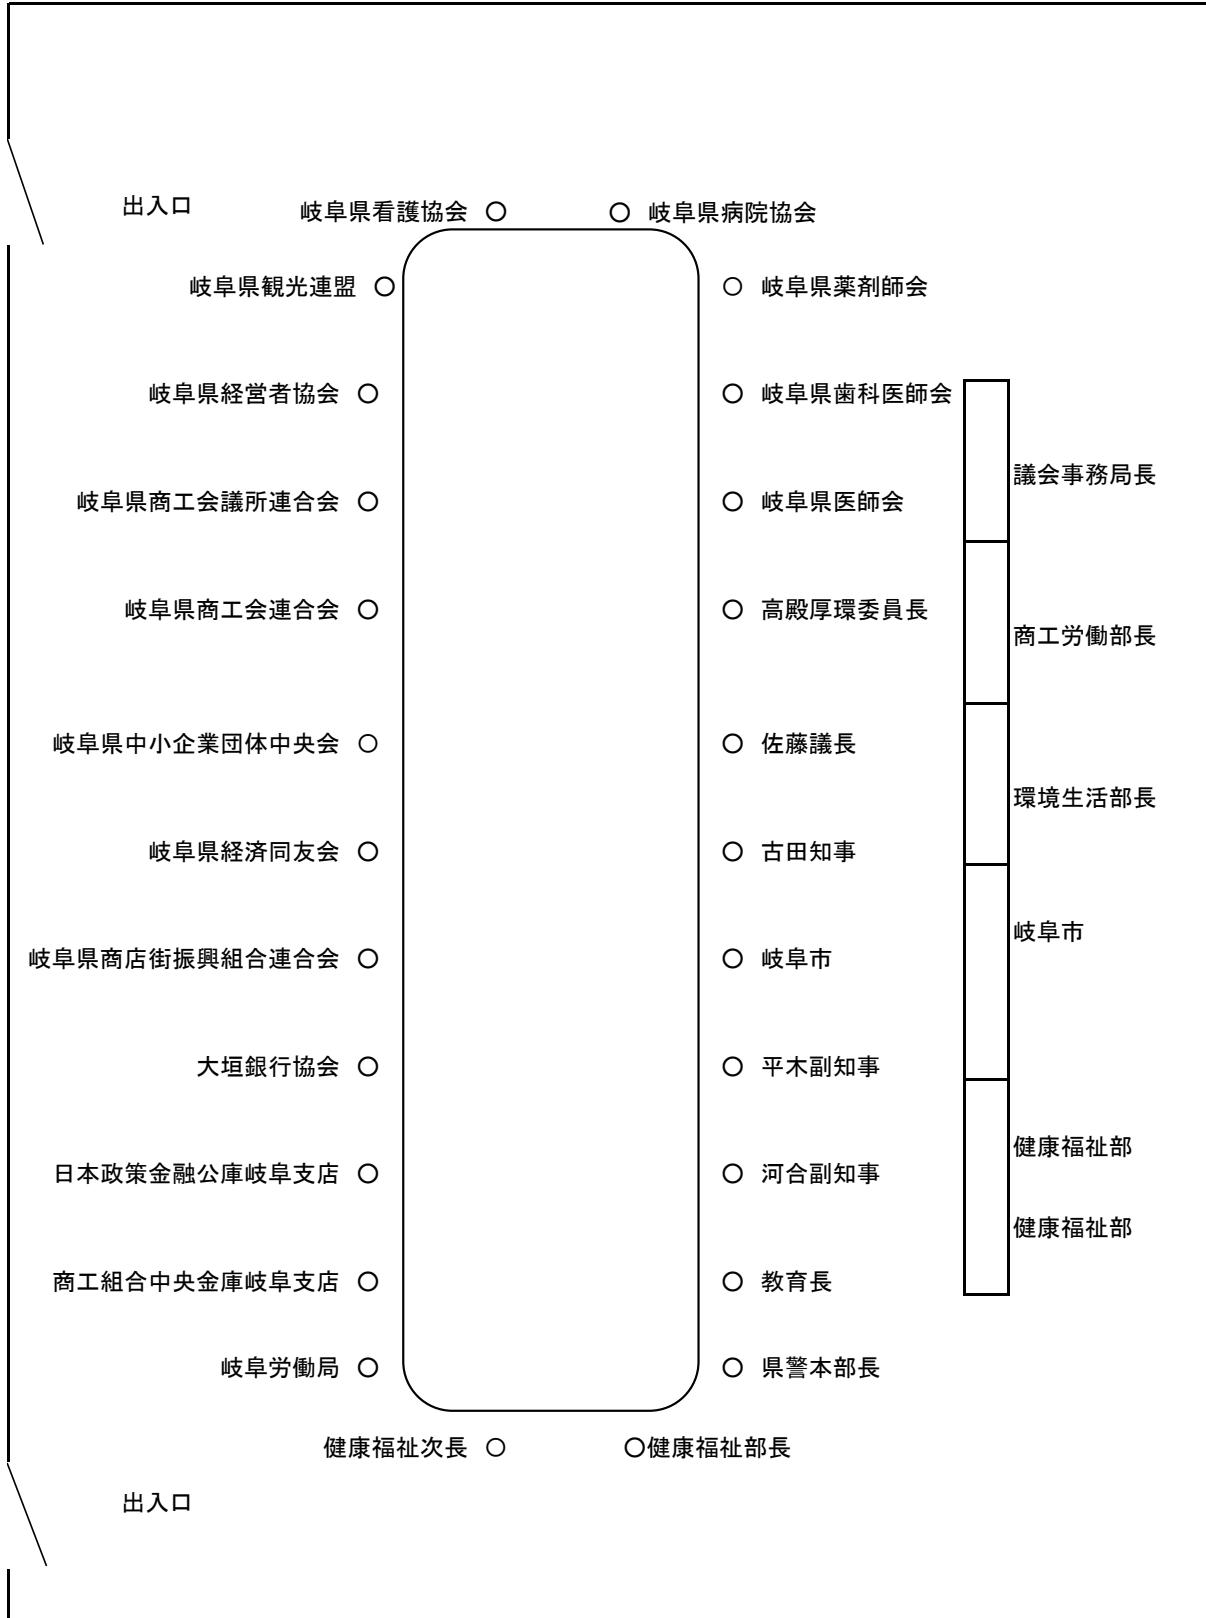 出入口
岐阜県看護協会 ○ ○ 岐阜県病院協会
岐阜県観光連盟 ○ ○ 岐阜県薬剤師会
岐阜県経営者協会 ○ ○ 岐阜県歯科医師会
議会事務局長
岐阜県商工会議所連合会 ○ ○ 岐阜県医師会
岐阜県商工会連合会 ○ ○ 高殿厚環委員長
商工労働部長
岐阜県中小企業団体中央会 ○ ○ 佐藤議長
環境生活部長
岐阜県経済同友会 ○ ○ 古田知事
岐阜市
岐阜県商店街振興組合連合会 ○ ○ 岐阜市
大垣銀行協会 ○ ○ 平木副知事
健康福祉部
日本政策金融公庫岐阜支店 ○ ○ 河合副知事
健康福祉部
商工組合中央金庫岐阜支店 ○ ○ 教育長
岐阜労働局 ○ ○ 県警本部長
健康福祉次長 ○ ○健康福祉部長
出入口